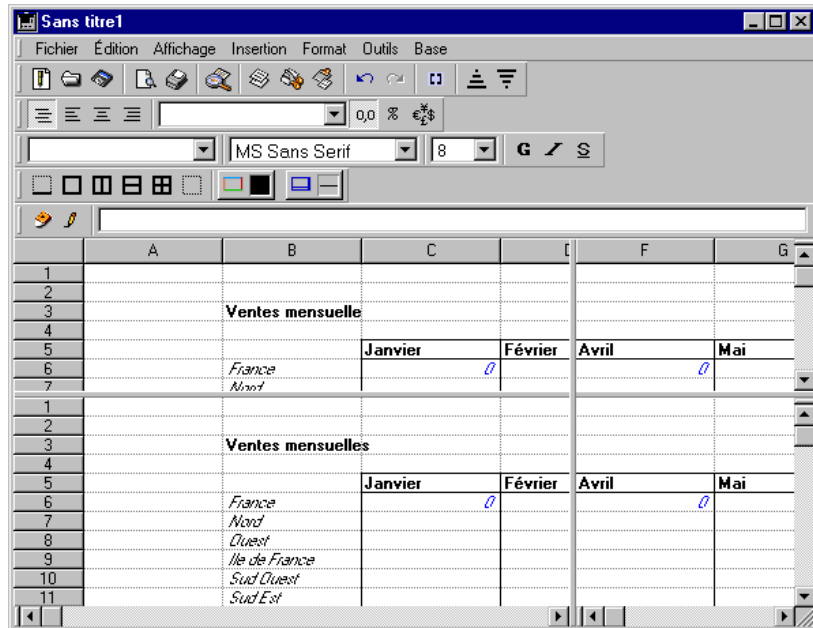 Sans titre1
Fichier Édition Affichage Insertion Format Outils Base
0,0 % €¥£$
MS Sans Serif 8 G I S
A B C D F G
1
2
3 Ventes mensuelle
4
5 Janvier Février Avril Mai
6 France 0 0
7 Nord
1
2
3 Ventes mensuelles
4
5 Janvier Février Avril Mai
6 France 0 0
7 Nord
8 Ouest
9 Ile de France
10 Sud Ouest
11 Sud Est